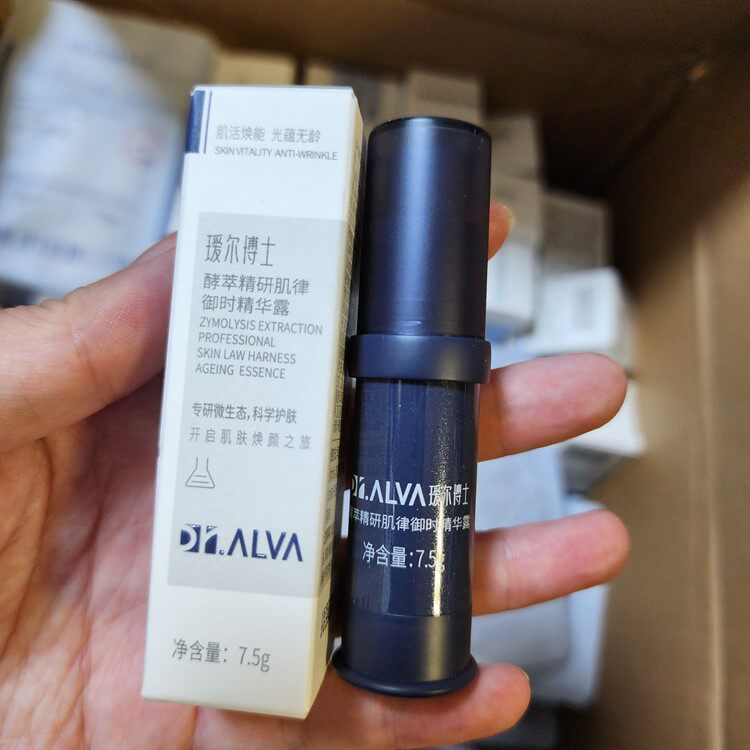 肌活焕能 光蕴无龄
SKIN VITALITY ANTI-WRINKLE
瑷尔博士
酵萃精研肌律
御时精华露
ZYMOLYSIS EXTRACTION
PROFESSIONAL
SKIN LAW HARNESS
AGEING ESSENCE
专研微生态,科学护肤
开启肌肤焕颜之旅
DR.ALVA
净含量: 7.5g
DR.ALVA瑷尔博士
萃精研肌律御时精华露
净含量:7.5g